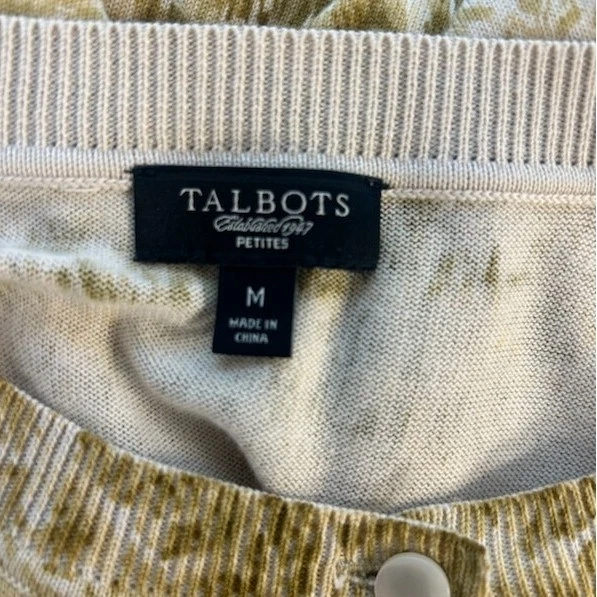 TALBOTS
Established 1947
PETITES
M
MADE IN
CHINA